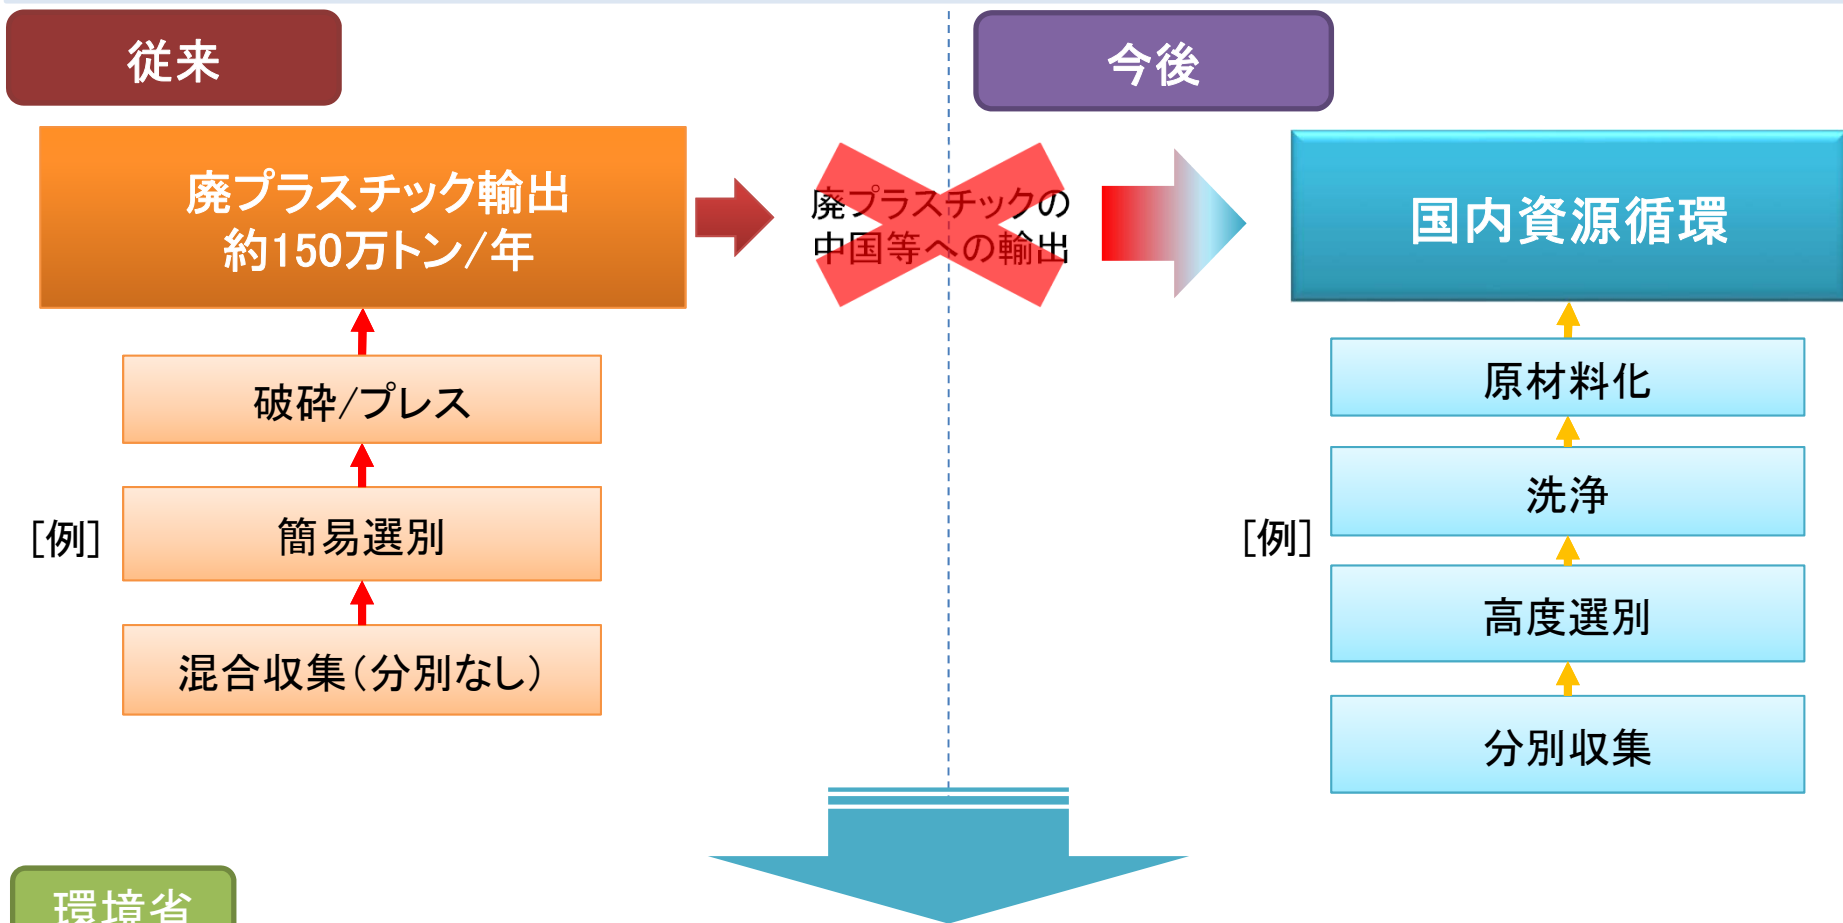 従来
廃プラスチック輸出
約150万トン/年
破砕/プレス
[例]
簡易選別
混合収集(分別なし)
廃プラスチックの
中国等への輸出
今後
国内資源循環
原材料化
洗浄
[例]
高度選別
分別収集
環境省